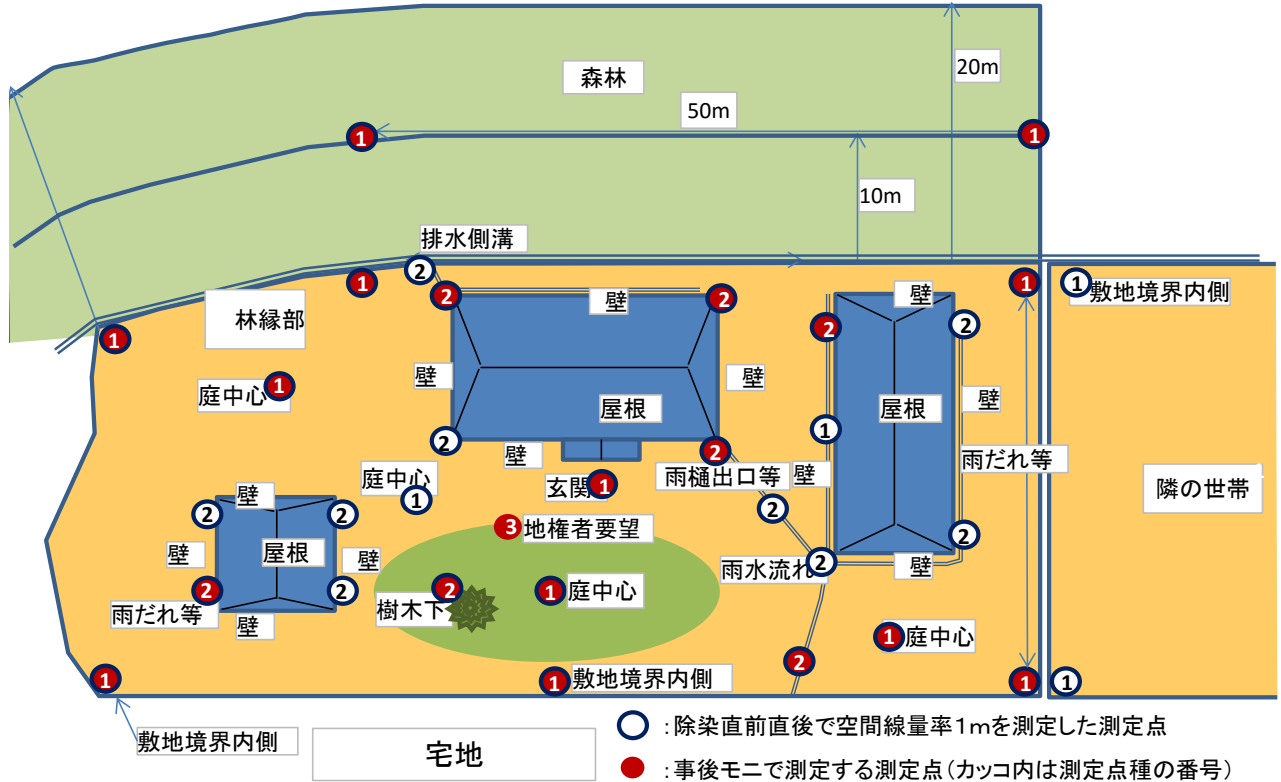 森林
20m
50m
1
1
10m
排水側溝
2
1
1
1
敷地境界内側
林縁部
1
壁
2
2
壁
2
2
庭中心
1
壁
屋根
壁
屋根
壁
2
壁
2
雨樋出口等
壁
1
雨だれ等
隣の世帯
庭中心
1
玄関
1
壁
2
2
壁
屋根
壁
3
地権者要望
2
2
雨水流れ
2
壁
雨だれ等
2
2
壁
樹木下
2
1
庭中心
1
庭中心
2
1
1
敷地境界内側
1
1
敷地境界内側
宅地
:除染直前直後で空間線量率1mを測定した測定点
:事後モニで測定する測定点(カッコ内は測定点種の番号)